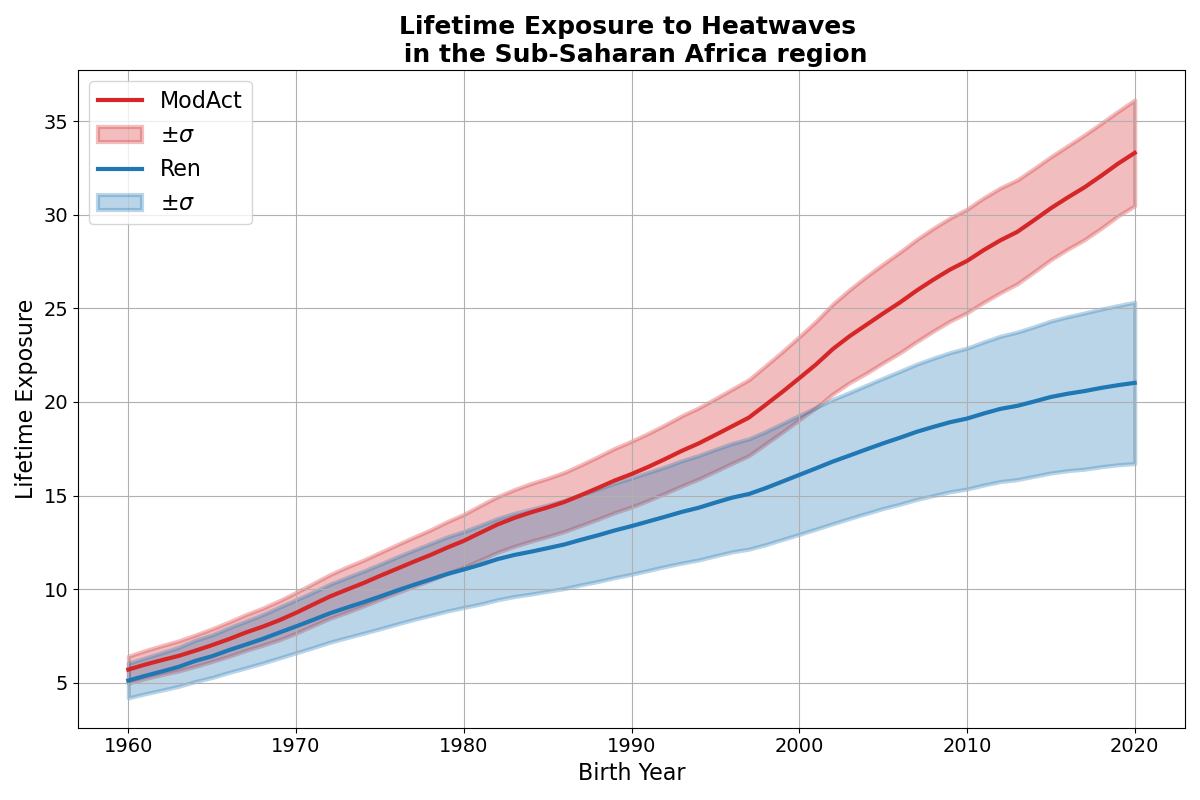 Lifetime Exposure to Heatwaves
in the Sub-Saharan Africa region
ModAct
±σ
Ren
±σ
Lifetime Exposure
35
30
25
20
15
10
5
1960 1970 1980 1990 2000 2010 2020
Birth Year